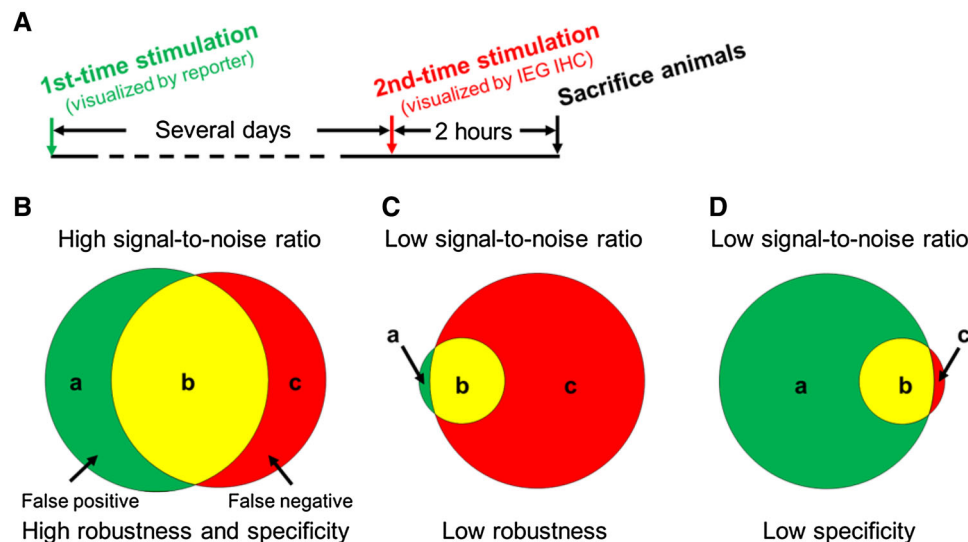 A
1st-time stimulation
(visualized by reporter)
2nd-time stimulation
(visualized by IEG IHC)
Sacrifice animals
Several days
2 hours
B
High signal-to-noise ratio
a
b
c
False positive
False negative
High robustness and specificity
C
Low signal-to-noise ratio
a
b
c
Low robustness
D
Low signal-to-noise ratio
a
b
c
Low specificity